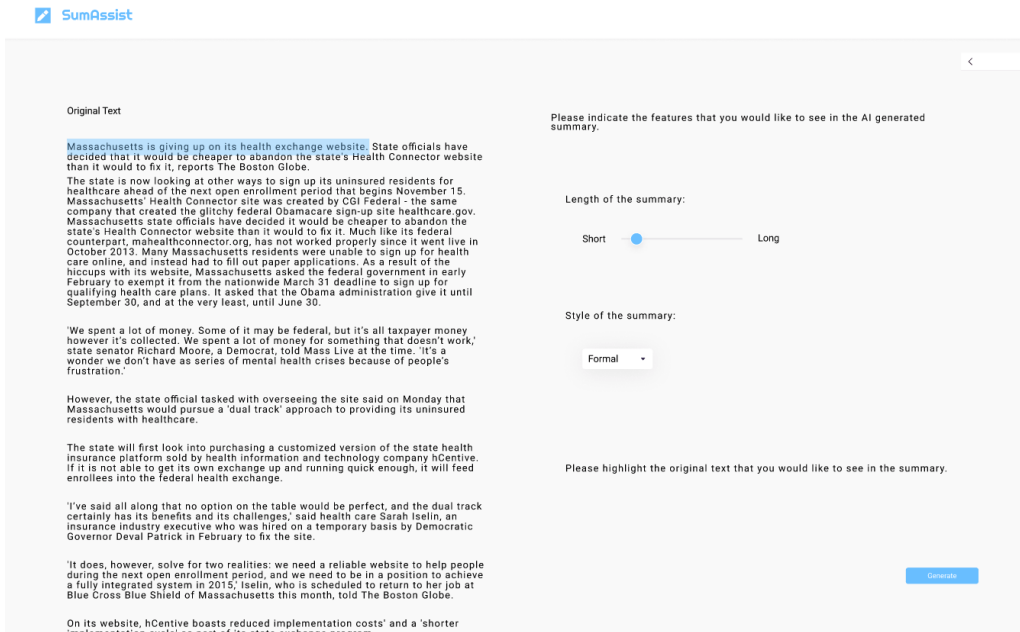 SumAssist
Original Text
Massachusetts is giving up on its health exchange website. State officials have
decided that it would be cheaper to abandon the state's Health Connector website
than it would to fix it, reports The Boston Globe.
The state is now looking at other ways to sign up its uninsured residents for
healthcare ahead of the next open enrollment period that begins November 15.
Massachusetts' Health Connector site was created by CGI Federal - the same
company that created the glitchy federal Obamacare sign-up site healthcare.gov.
Massachusetts state officials have decided it would be cheaper to abandon the
state's Health Connector website than it would to fix it. Much like its federal
counterpart, mahealthconnector.org, has not worked properly since it went live in
October 2013. Many Massachusetts residents were unable to sign up for health
care online, and instead had to fill out paper applications. As a result of the
hiccups with its website, Massachusetts asked the federal government in early
February to exempt it from the nationwide March 31 deadline to sign up for
qualifying health care plans. It asked that the Obama administration give it until
September 30, and at the very least, until June 30.
'We spent a lot of money. Some of it may be federal, but it's all taxpayer money
however it's collected. We spent a lot of money for something that doesn't work,'
state senator Richard Moore, a Democrat, told Mass Live at the time. 'It's a
wonder we don't have as series of mental health crises because of people's
frustration.'
However, the state official tasked with overseeing the site said on Monday that
Massachusetts would pursue a 'dual track' approach to providing its uninsured
residents with healthcare.
The state will first look into purchasing a customized version of the state health
insurance platform sold by health information and technology company hCentive.
If it is not able to get its own exchange up and running quick enough, it will feed
enrollees into the federal health exchange.
'I've said all along that no option on the table would be perfect, and the dual track
certainly has its benefits and its challenges,' said health care Sarah Iselin, an
insurance industry executive who was hired on a temporary basis by Democratic
Governor Deval Patrick in February to fix the site.
'It does, however, solve for two realities: we need a reliable website to help people
during the next open enrollment period, and we need to be in a position to achieve
a fully integrated system in 2015,' Iselin, who is scheduled to return to her job at
Blue Cross Blue Shield of Massachusetts this month, told The Boston Globe.
On its website, hCentive boasts reduced implementation costs' and a 'shorter
Please indicate the features that you would like to see in the AI generated
summary.
Length of the summary:
Short Long
Style of the summary:
Formal
Please highlight the original text that you would like to see in the summary.
Generate